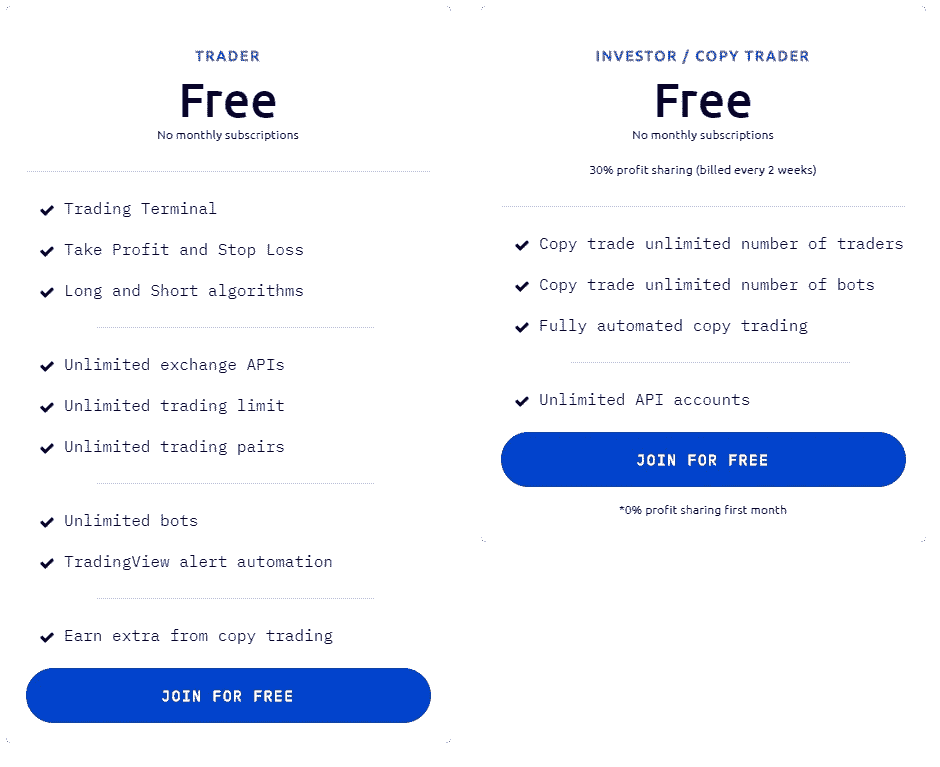 TRADER
Free
No monthly subscriptions
Trading Terminal
Take Profit and Stop Loss
Long and Short algorithms
Unlimited exchange APIs
Unlimited trading limit
Unlimited trading pairs
Unlimited bots
TradingView alert automation
Earn extra from copy trading
JOIN FOR FREE
INVESTOR / COPY TRADER
Free
No monthly subscriptions
30% profit sharing (billed every 2 weeks)
Copy trade unlimited number of traders
Copy trade unlimited number of bots
Fully automated copy trading
Unlimited API accounts
JOIN FOR FREE
*0% profit sharing first month